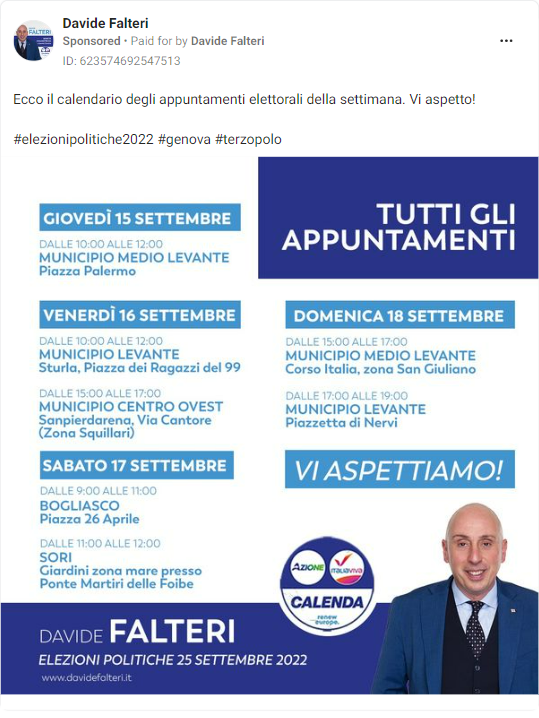 Davide Falteri
Sponsored • Paid for by Davide Falteri
ID: 623574692547513
Ecco il calendario degli appuntamenti elettorali della settimana. Vi aspetto!
#elezionipolitiche2022 #genova #terzopolo
TUTTI GLI
APPUNTAMENTI
GIOVEDÌ 15 SETTEMBRE
DALLE 10:00 ALLE 12:00
MUNICIPIO MEDIO LEVANTE
Piazza Palermo
VENERDÌ 16 SETTEMBRE
DALLE 10:00 ALLE 12:00
MUNICIPIO LEVANTE
Sturla, Piazza dei Ragazzi del 99
DALLE 15:00 ALLE 17:00
MUNICIPIO CENTRO OVEST
Sanpierdarena, Via Cantore
(Zona Squillari)
SABATO 17 SETTEMBRE
DALLE 9:00 ALLE 11:00
BOGLIASCO
Piazza 26 Aprile
DALLE 11:00 ALLE 12:00
SORI
Giardini zona mare presso
Ponte Martiri delle Foibe
DOMENICA 18 SETTEMBRE
DALLE 15:00 ALLE 17:00
MUNICIPIO MEDIO LEVANTE
Corso Italia, zona San Giuliano
DALLE 17:00 ALLE 19:00
MUNICIPIO LEVANTE
Piazzetta di Nervi
VI ASPETTIAMO!
AZIONE
ITALIAVIVA
CALENDA
renew
europe.
DAVIDE FALTERI
ELEZIONI POLITICHE 25 SETTEMBRE 2022
www.davidefalteri.it